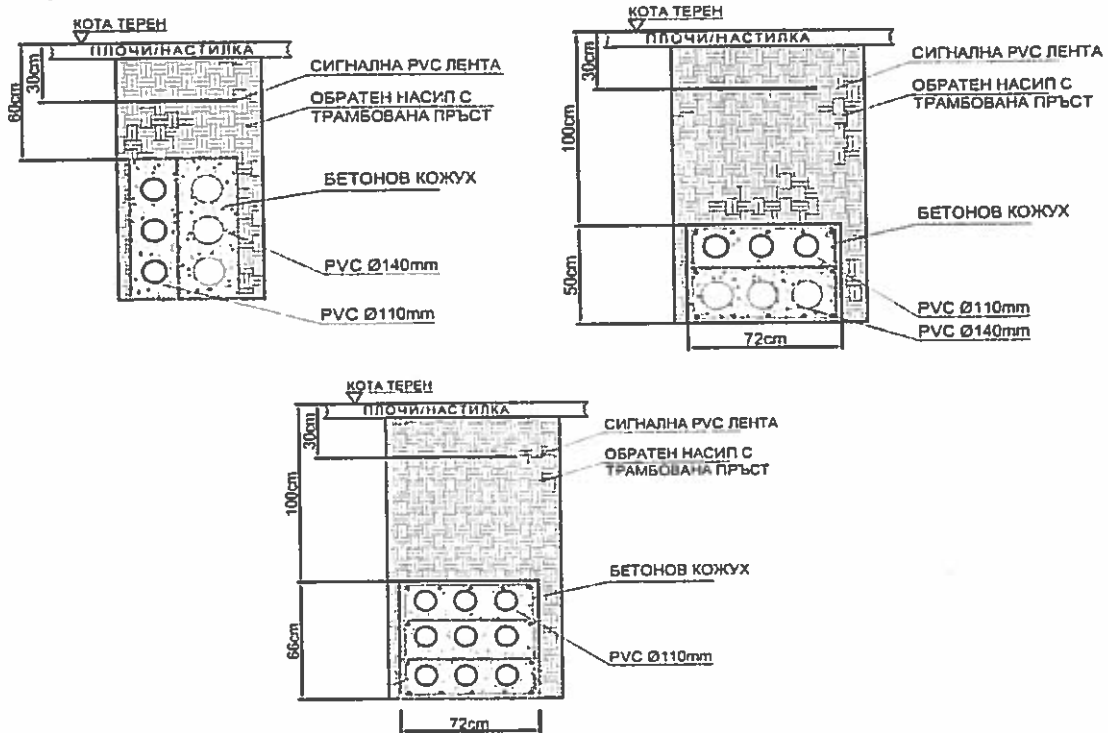 КОТА ТЕРЕН
ПЛОЧИ/НАСТИЛКА
30cm
60cm
СИГНАЛНА PVC ЛЕНТА
ОБРАТЕН НАСИП С
ТРАМБОВАНА ПРЪСТ
БЕТОНОВ КОЖУХ
PVC Ø140mm
PVC Ø110mm
КОТА ТЕРЕН
ПЛОЧИ/НАСТИЛКА
30cm
100cm
СИГНАЛНА PVC ЛЕНТА
ОБРАТЕН НАСИП С
ТРАМБОВАНА ПРЪСТ
БЕТОНОВ КОЖУХ
50cm
PVC Ø110mm
PVC Ø140mm
72cm
КОТА ТЕРЕН
ПЛОЧИ/НАСТИЛКА
30cm
100cm
СИГНАЛНА PVC ЛЕНТА
ОБРАТЕН НАСИП С
ТРАМБОВАНА ПРЪСТ
БЕТОНОВ КОЖУХ
66cm
PVC Ø110mm
72cm